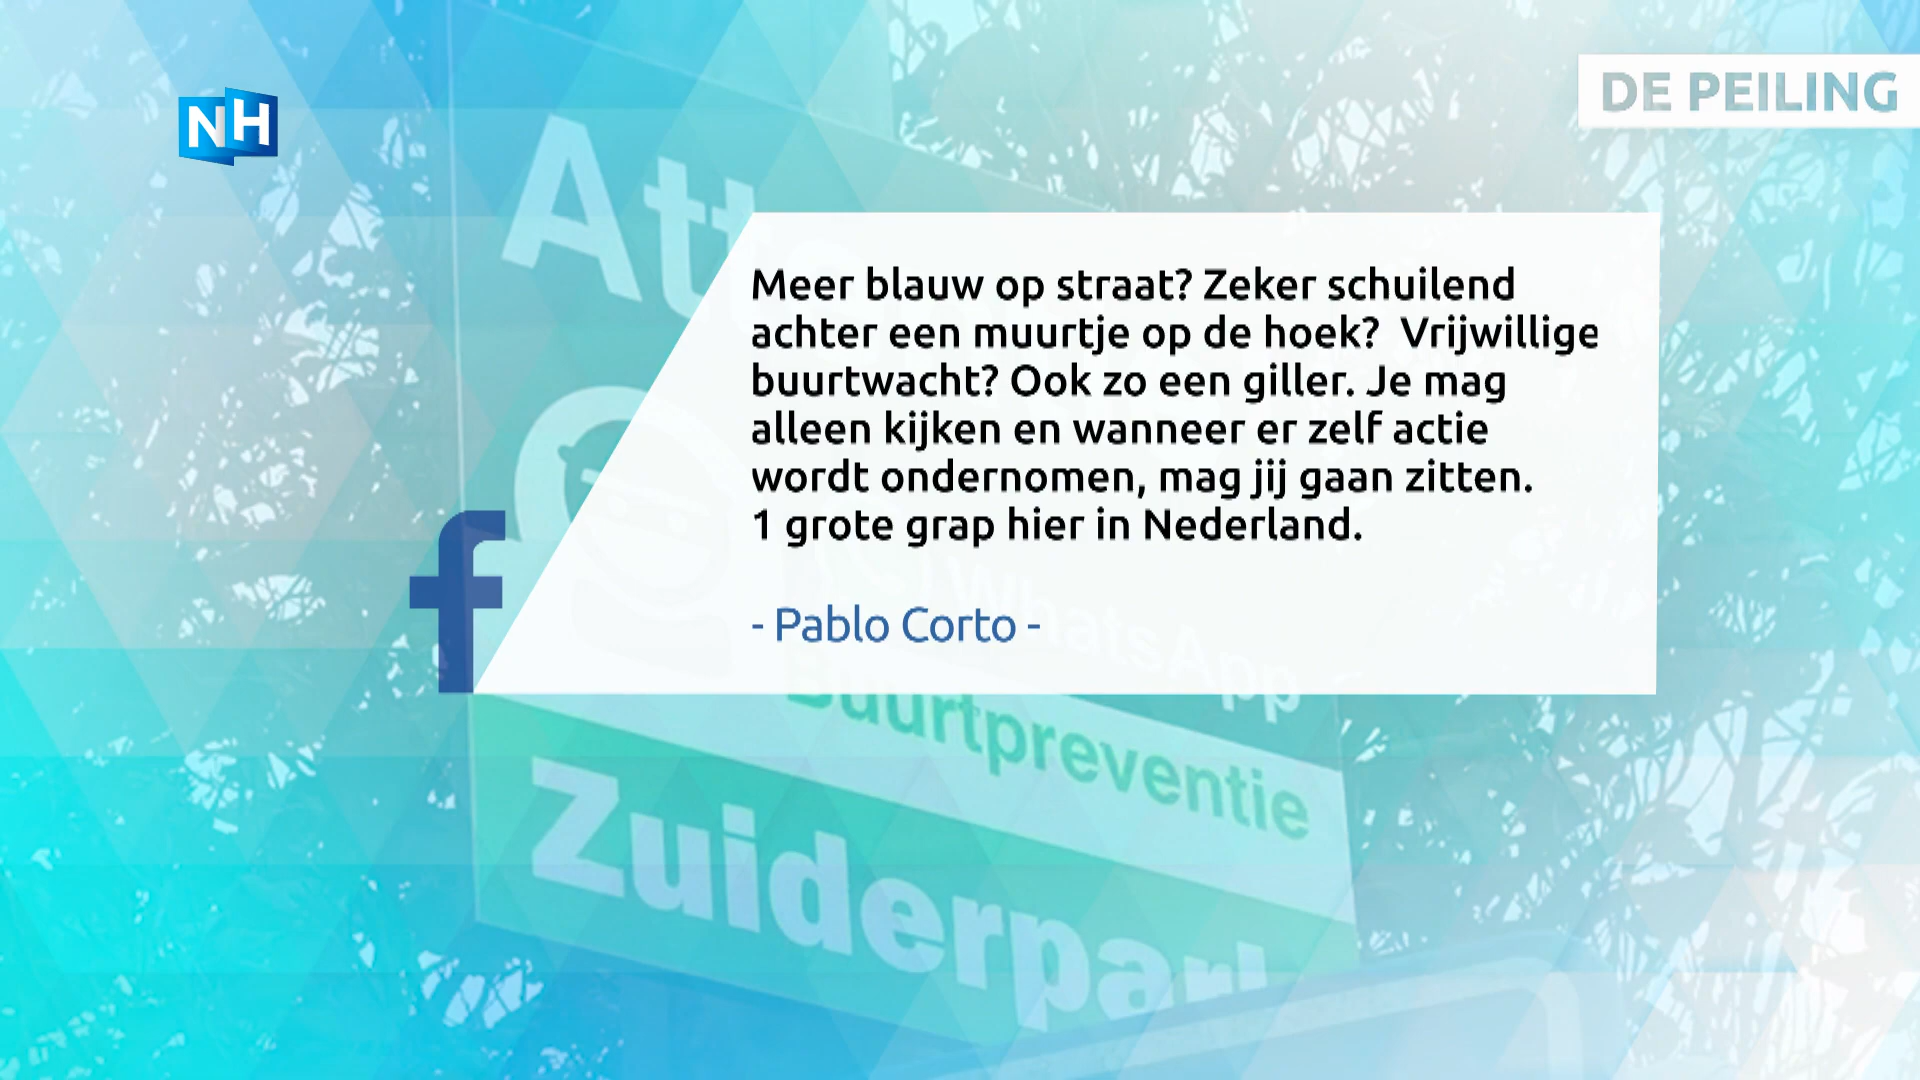 NH
DE PEILING
Meer blauw op straat? Zeker schuilend
achter een muurtje op de hoek?  Vrijwillige
buurtwacht? Ook zo een giller. Je mag
alleen kijken en wanneer er zelf actie
wordt ondernomen, mag jij gaan zitten.
1 grote grap hier in Nederland.
- Pablo Corto -
WhatsApp
Buurtpreventie
Zuiderpark